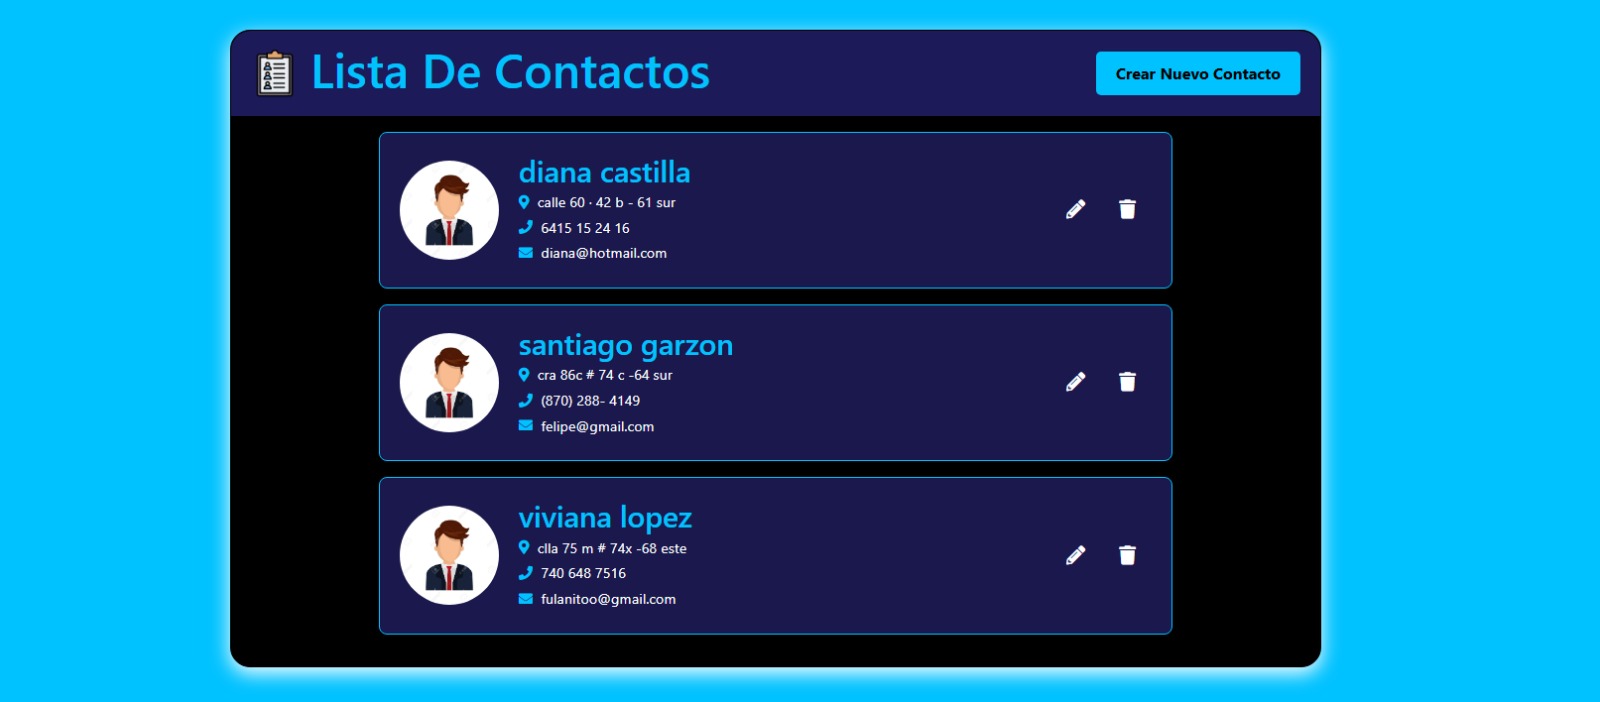 Lista De Contactos
Crear Nuevo Contacto
diana castilla
calle 60 · 42 b - 61 sur
6415 15 24 16
diana@hotmail.com
santiago garzon
cra 86c # 74 c -64 sur
(870) 288- 4149
felipe@gmail.com
viviana lopez
clla 75 m # 74x -68 este
740 648 7516
fulanitoo@gmail.com